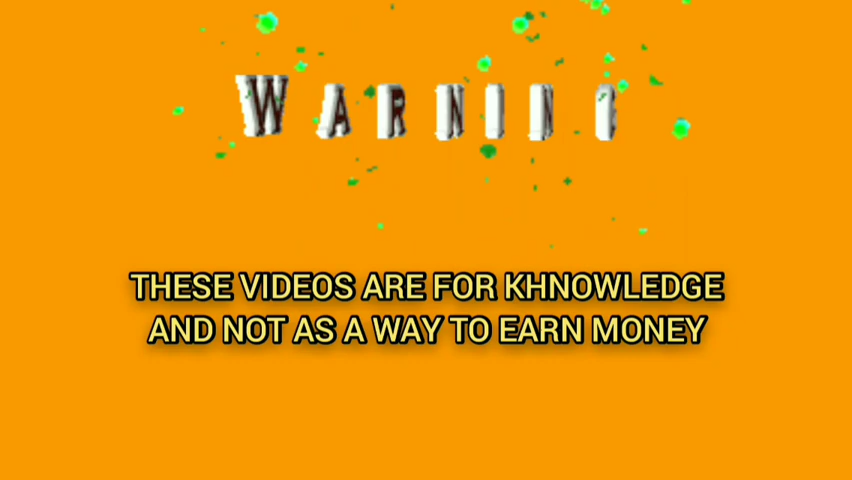 WARNING
THESE VIDEOS ARE FOR KHNOWLEDGE
AND NOT AS A WAY TO EARN MONEY